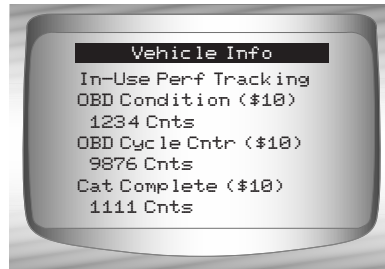 Vehicle Info
In-Use Perf Tracking
OBD Condition ($10)
1234 Cnts
OBD Cycle Cntr ($10)
9876 Cnts
Cat Complete ($10)
1111 Cnts